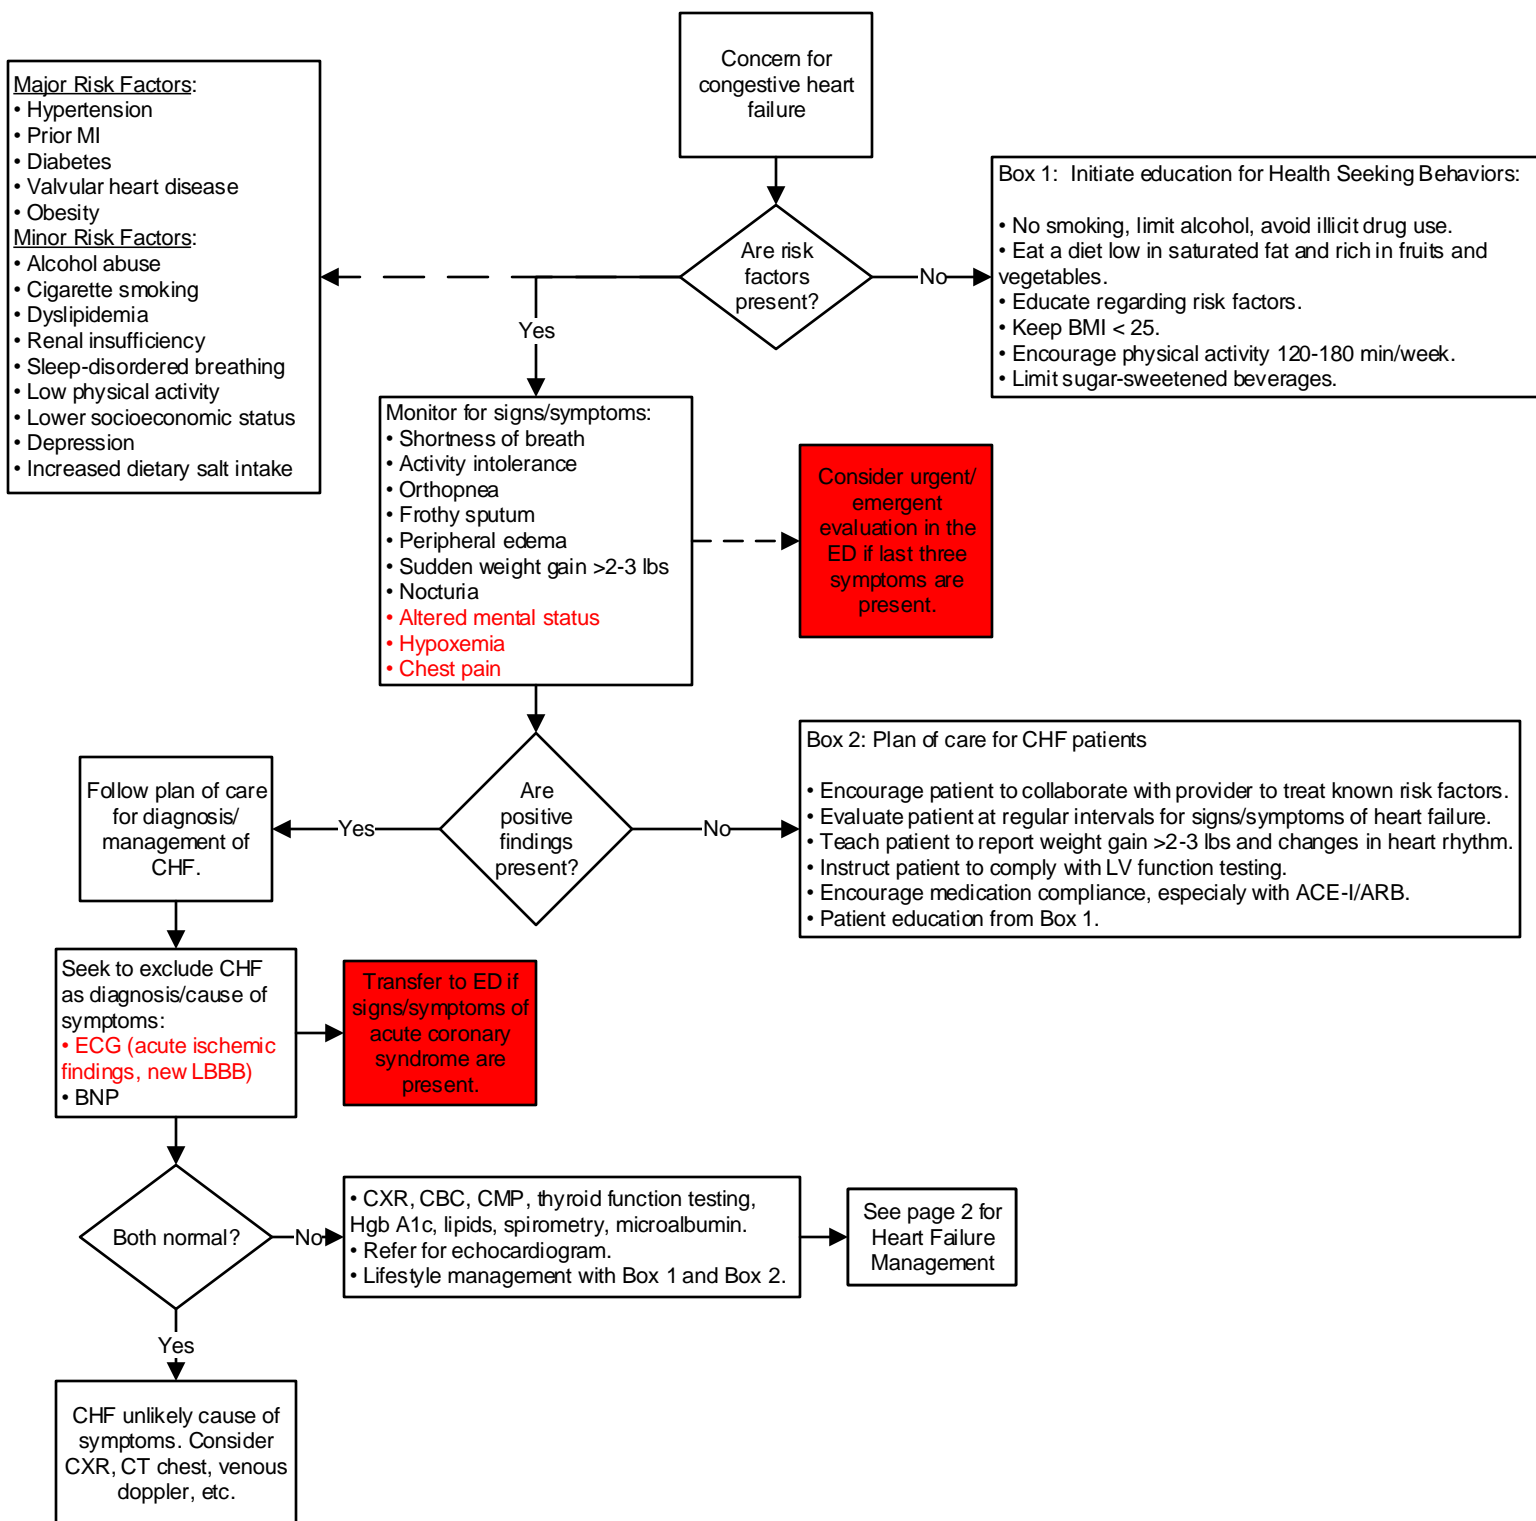 Concern for
congestive heart
failure
Major Risk Factors:
• Hypertension
• Prior MI
• Diabetes
• Valvular heart disease
• Obesity
Minor Risk Factors:
• Alcohol abuse
• Cigarette smoking
• Dyslipidemia
• Renal insufficiency
• Sleep-disordered breathing
• Low physical activity
• Lower socioeconomic status
• Depression
• Increased dietary salt intake
Are risk
factors
present?
No
Yes
Box 1:  Initiate education for Health Seeking Behaviors:
• No smoking, limit alcohol, avoid illicit drug use.
• Eat a diet low in saturated fat and rich in fruits and
vegetables.
• Educate regarding risk factors.
• Keep BMI < 25.
• Encourage physical activity 120-180 min/week.
• Limit sugar-sweetened beverages.
Monitor for signs/symptoms:
• Shortness of breath
• Activity intolerance
• Orthopnea
• Frothy sputum
• Peripheral edema
• Sudden weight gain >2-3 lbs
• Nocturia
• Altered mental status
• Hypoxemia
• Chest pain
Consider urgent/
emergent
evaluation in the
ED if last three
symptoms are
present.
Are
positive
findings
present?
Yes
No
Follow plan of care
for diagnosis/
management of
CHF.
Box 2: Plan of care for CHF patients
• Encourage patient to collaborate with provider to treat known risk factors.
• Evaluate patient at regular intervals for signs/symptoms of heart failure.
• Teach patient to report weight gain >2-3 lbs and changes in heart rhythm.
• Instruct patient to comply with LV function testing.
• Encourage medication compliance, especialy with ACE-I/ARB.
• Patient education from Box 1.
Seek to exclude CHF
as diagnosis/cause of
symptoms:
• ECG (acute ischemic
findings, new LBBB)
• BNP
Transfer to ED if
signs/symptoms of
acute coronary
syndrome are
present.
Both normal?
No
Yes
• CXR, CBC, CMP, thyroid function testing,
Hgb A1c, lipids, spirometry, microalbumin.
• Refer for echocardiogram.
• Lifestyle management with Box 1 and Box 2.
See page 2 for
Heart Failure
Management
CHF unlikely cause of
symptoms. Consider
CXR, CT chest, venous
doppler, etc.